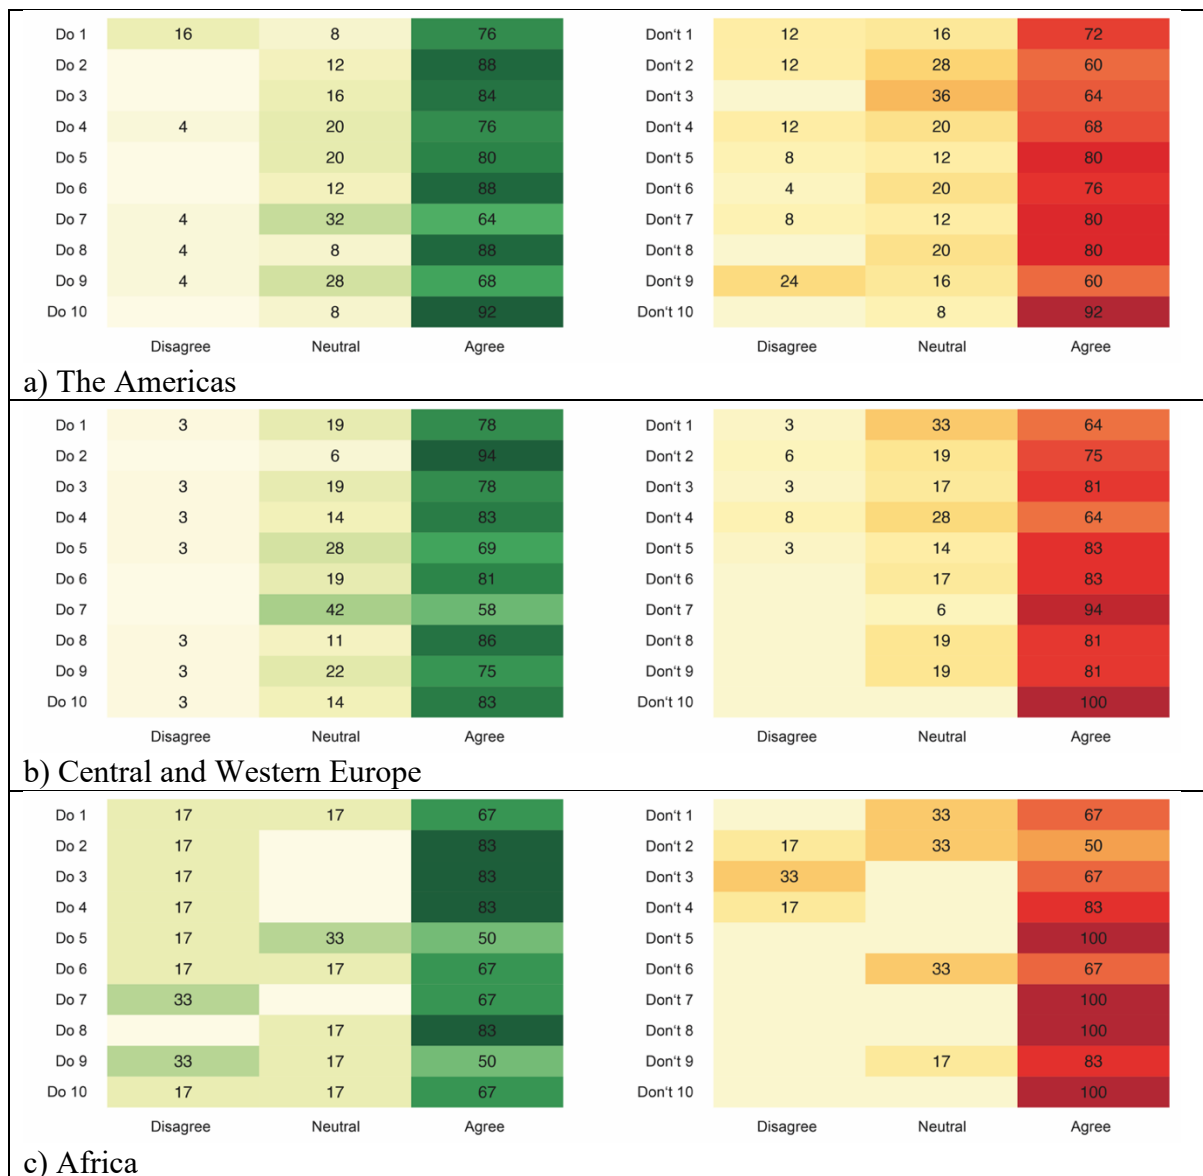 Do 1 16 8 76 Don't 1 12 16 72
Do 2 12 88 Don't 2 12 28 60
Do 3 16 84 Don't 3 36 64
Do 4 4 20 76 Don't 4 12 20 68
Do 5 20 80 Don't 5 8 12 80
Do 6 12 88 Don't 6 4 20 76
Do 7 4 32 64 Don't 7 8 12 80
Do 8 4 8 88 Don't 8 20 80
Do 9 4 28 68 Don't 9 24 16 60
Do 10 8 92 Don't 10 8 92
Disagree Neutral Agree Disagree Neutral Agree
a) The Americas
Do 1 3 19 78 Don't 1 3 33 64
Do 2 6 94 Don't 2 6 19 75
Do 3 3 19 78 Don't 3 3 17 81
Do 4 3 14 83 Don't 4 8 28 64
Do 5 3 28 69 Don't 5 3 14 83
Do 6 19 81 Don't 6 17 83
Do 7 42 58 Don't 7 6 94
Do 8 3 11 86 Don't 8 19 81
Do 9 3 22 75 Don't 9 19 81
Do 10 3 14 83 Don't 10 100
Disagree Neutral Agree Disagree Neutral Agree
b) Central and Western Europe
Do 1 17 17 67 Don't 1 33 67
Do 2 17 83 Don't 2 17 33 50
Do 3 17 83 Don't 3 33 67
Do 4 17 83 Don't 4 17 83
Do 5 17 33 50 Don't 5 100
Do 6 17 17 67 Don't 6 33 67
Do 7 33 67 Don't 7 100
Do 8 17 83 Don't 8 100
Do 9 33 17 50 Don't 9 17 83
Do 10 17 17 67 Don't 10 100
Disagree Neutral Agree Disagree Neutral Agree
c) Africa